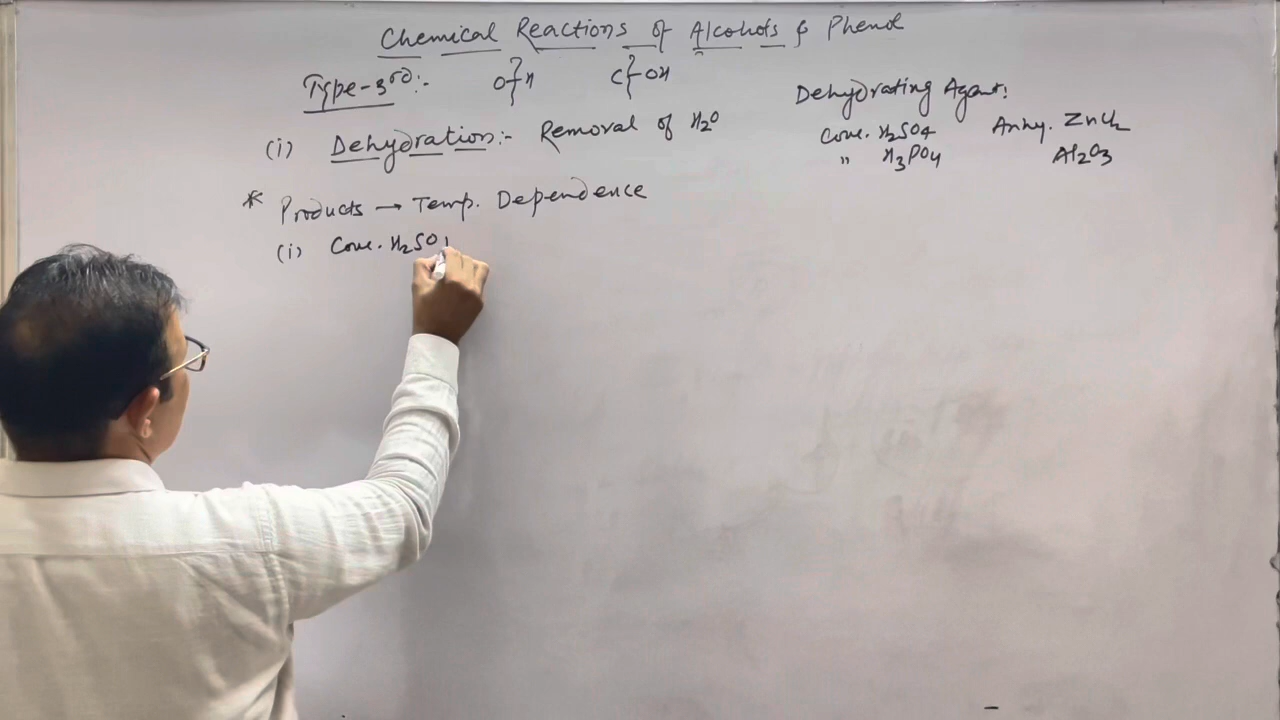 Chemical Reactions of Alcohols & Phenol
Type-3rd:- O}H C}OH
(i) Dehydration:- Removal of H2O
* Products → Temp. Dependence
(i) Conc. H2SO
Dehydrating Agent:
Conc. H2SO4 Anhy. ZnCl2
" H3PO4 Al2O3